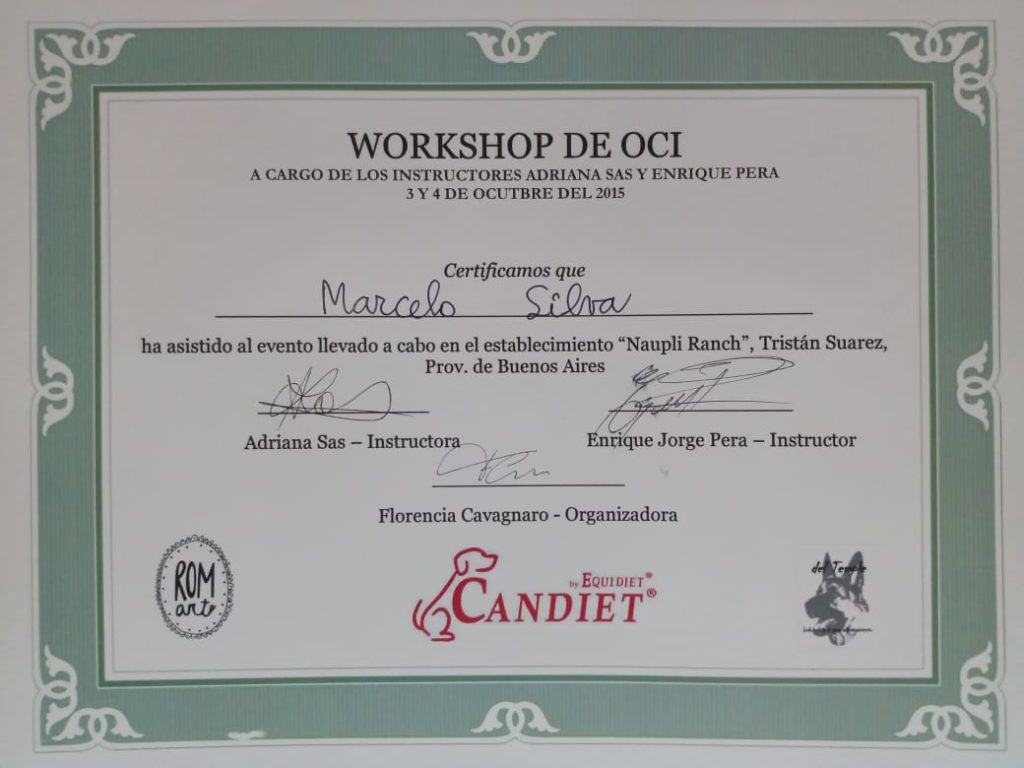 WORKSHOP DE OCI
A CARGO DE LOS INSTRUCTORES ADRIANA SAS Y ENRIQUE PERA
3 Y 4 DE OCUTBRE DEL 2015
Certificamos que
Marcelo Silva
ha asistido al evento llevado a cabo en el establecimiento “Naupli Ranch”, Tristán Suarez,
Prov. de Buenos Aires
Adriana Sas – Instructora
Enrique Jorge Pera – Instructor
Florencia Cavagnaro - Organizadora
ROM
art
by EQUIDIET®
CANDIET®
del Temple